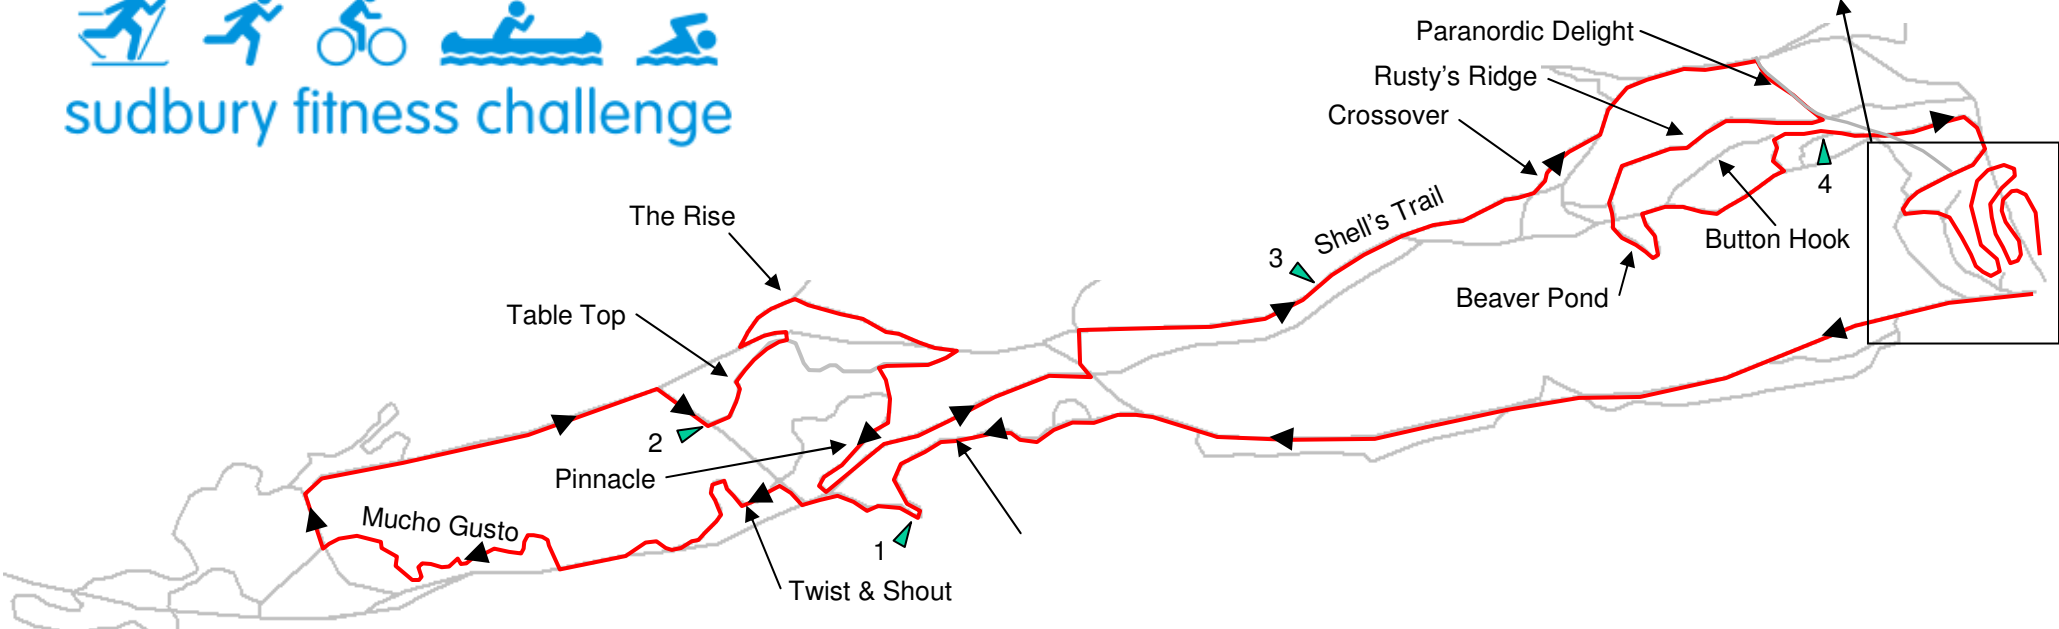 sudbury fitness challenge
Paranordic Delight
Rusty's Ridge
Crossover
Shell's Trail
3
4
Button Hook
Beaver Pond
The Rise
Table Top
2
Pinnacle
Mucho Gusto
1
Twist & Shout